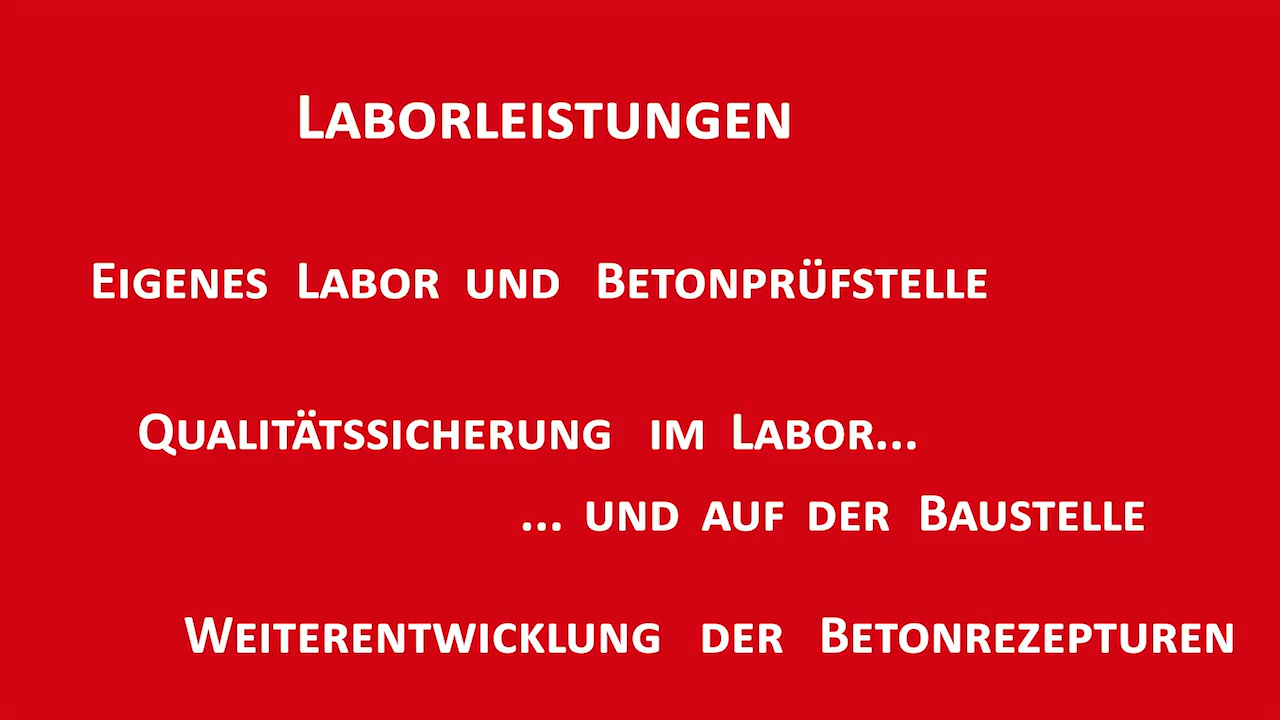 Laborleistungen
Eigenes Labor und Betonprüfstelle
Qualitätssicherung im Labor...
... und auf der Baustelle
Weiterentwicklung der Betonrezepturen